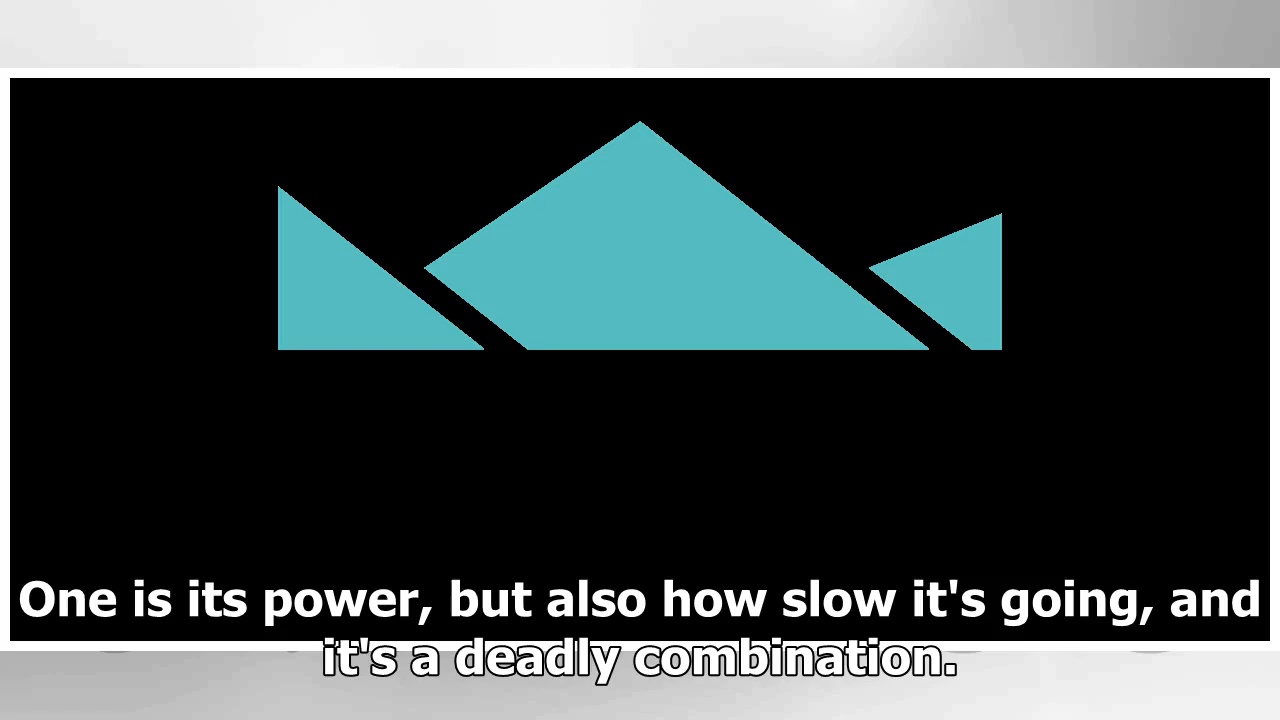 One is its power, but also how slow it's going, and
it's a deadly combination.